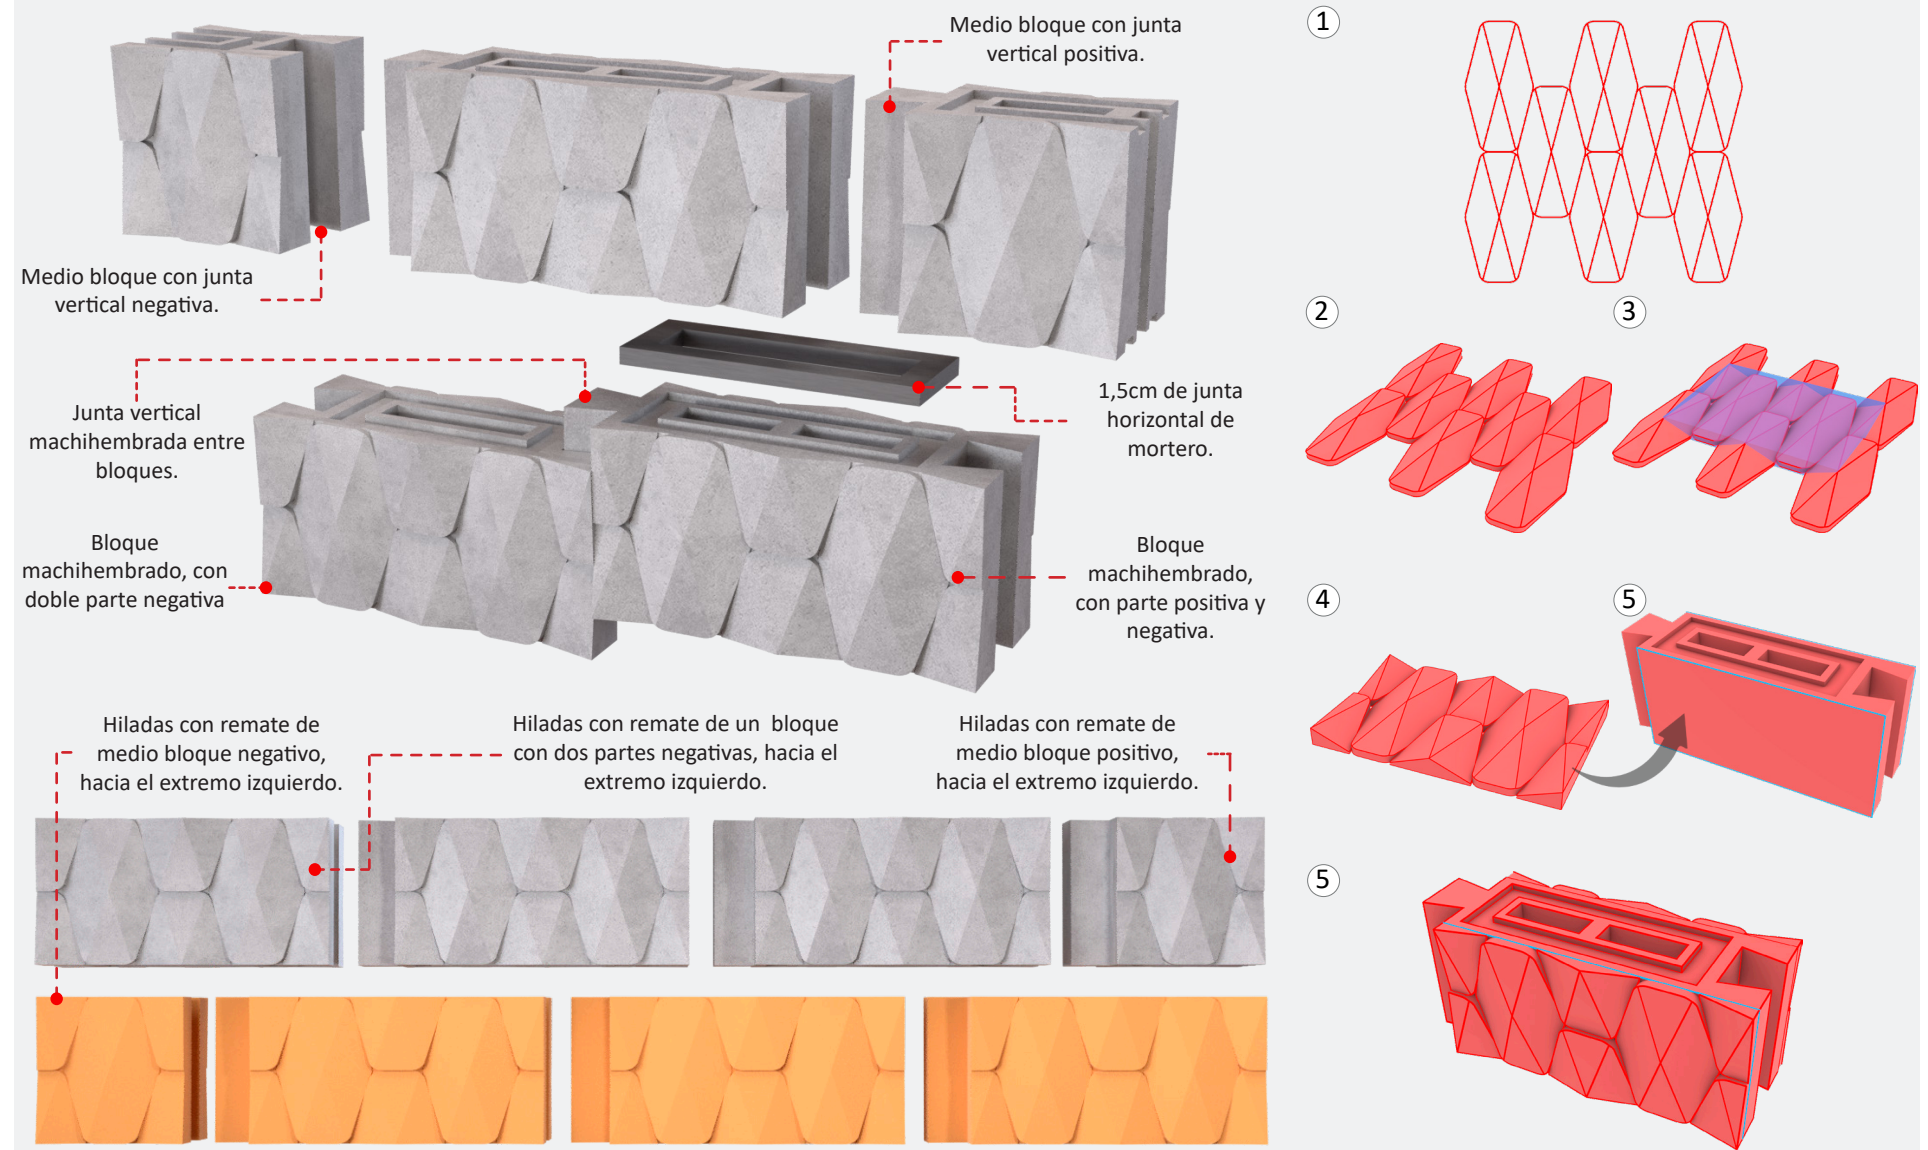 Medio bloque con junta
vertical positiva.
Medio bloque con junta
vertical negativa.
Junta vertical
machihembrada entre
bloques.
1,5cm de junta
horizontal de
mortero.
Bloque
machihembrado, con
doble parte negativa
Bloque
machihembrado,
con parte positiva y
negativa.
Hiladas con remate de
medio bloque negativo,
hacia el extremo izquierdo.
Hiladas con remate de un bloque
con dos partes negativas, hacia el
extremo izquierdo.
Hiladas con remate de
medio bloque positivo,
hacia el extremo izquierdo.
1
2
3
4
5
5